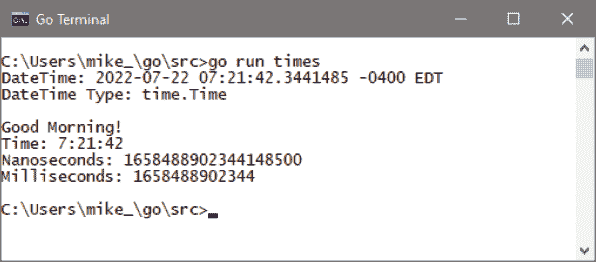 Go Terminal
C:\Users\mike_\go\src>go run times
DateTime: 2022-07-22 07:21:42.3441485 -0400 EDT
DateTime Type: time.Time
Good Morning!
Time: 7:21:42
Nanoseconds: 1658488902344148500
Milliseconds: 1658488902344
C:\Users\mike_\go\src>